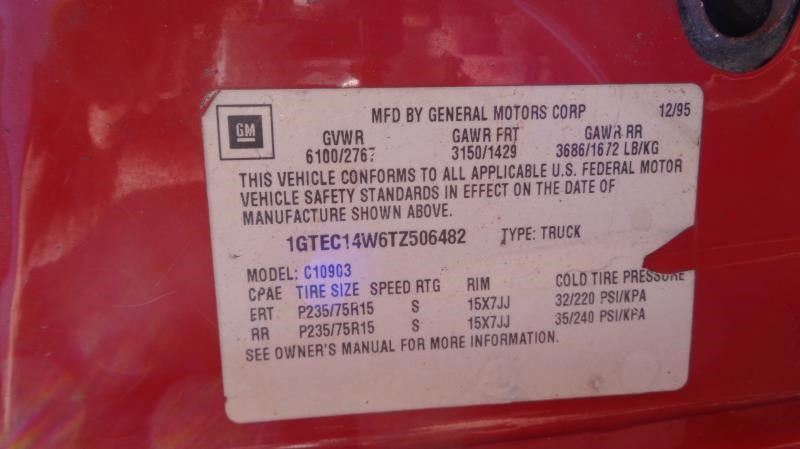 GM
MFD BY GENERAL MOTORS CORP 12/95
GVWR GAWR FRT GAWR RR
6100/2767 3150/1429 3686/1672 LB/KG
THIS VEHICLE CONFORMS TO ALL APPLICABLE U.S. FEDERAL MOTOR
VEHICLE SAFETY STANDARDS IN EFFECT ON THE DATE OF
MANUFACTURE SHOWN ABOVE.
1GTEC14W6TZ506482 TYPE: TRUCK
MODEL: C10903
TIRE SIZE SPEED RTG RIM COLD TIRE PRESSURE
P235/75R15 S 15X7JJ 32/220 PSI/KPA
RR P235/75R15 S 15X7JJ 35/240 PSI/KPA
SEE OWNER'S MANUAL FOR MORE INFORMATION.